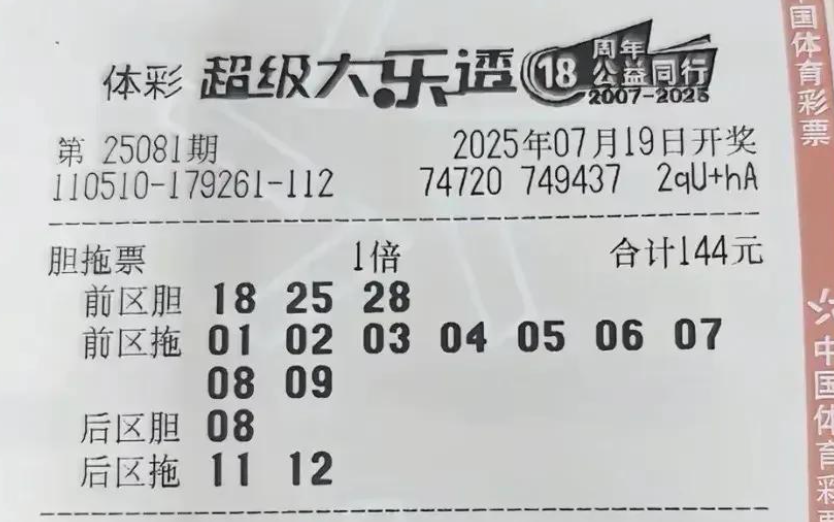 体彩 超级大乐透 18 周年 公益同行 2007-2025
第 25081期 2025年07月19日开奖
110510-179261-112 74720 749437 2qU+hA
胆拖票 1倍 合计144元
前区胆 18 25 28
前区拖 01 02 03 04 05 06 07
08 09
后区胆 08
后区拖 11 12
国体育彩票
中国体育彩票